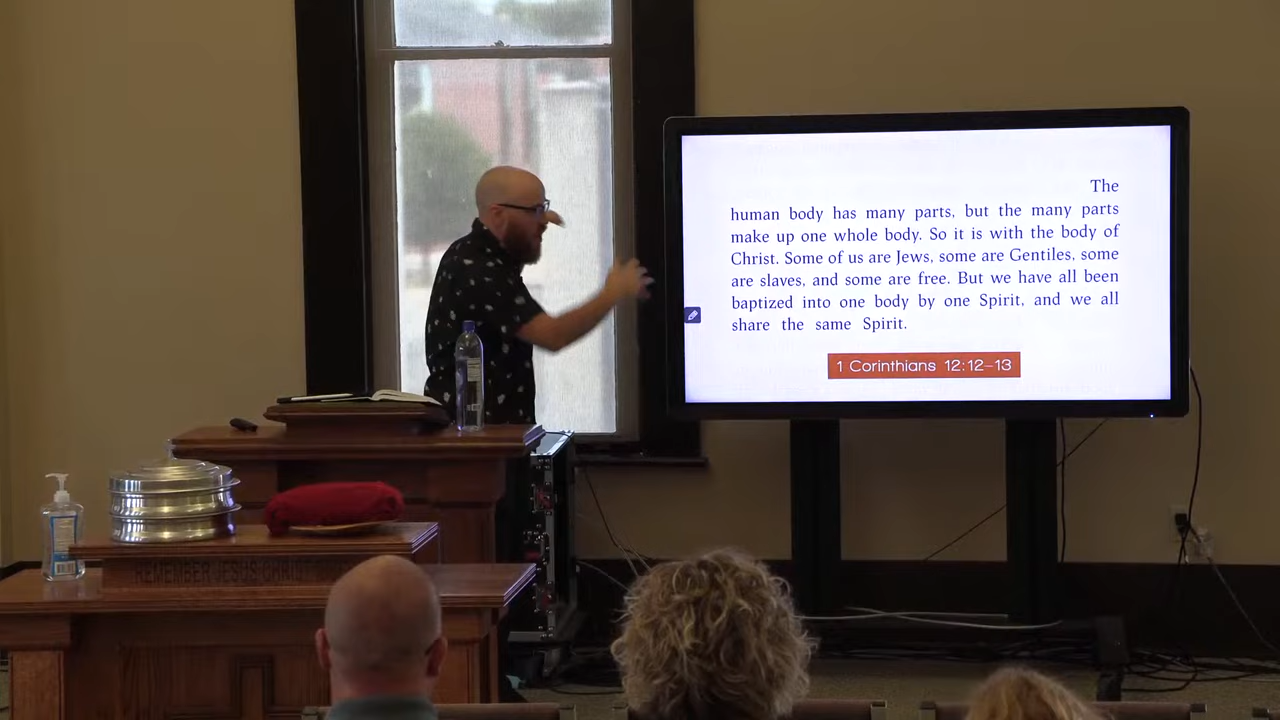 The
human body has many parts, but the many parts
make up one whole body. So it is with the body of
Christ. Some of us are Jews, some are Gentiles, some
are slaves, and some are free. But we have all been
baptized into one body by one Spirit, and we all
share the same Spirit.
1 Corinthians 12:12–13
REMEMBER JESUS CHRIST